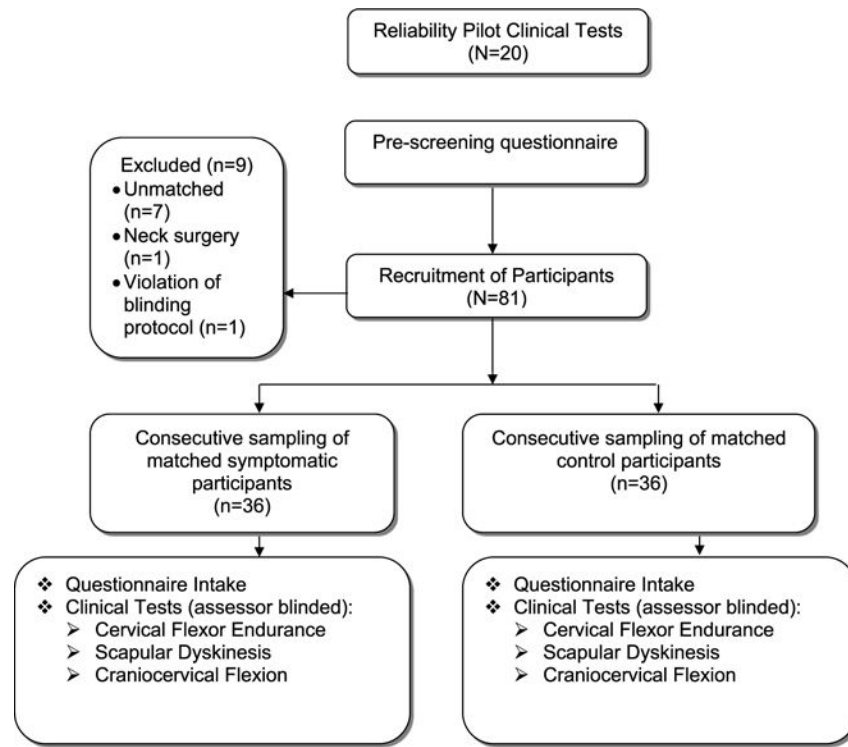 Reliability Pilot Clinical Tests
(N=20)
Pre-screening questionnaire
Excluded (n=9)
•Unmatched
(n=7)
•Neck surgery
(n=1)
•Violation of
blinding
protocol (n=1)
Recruitment of Participants
(N=81)
Consecutive sampling of
matched symptomatic
participants
(n=36)
Consecutive sampling of matched
control participants
(n=36)
❖ Questionnaire Intake
❖ Clinical Tests (assessor blinded):
➢ Cervical Flexor Endurance
➢ Scapular Dyskinesis
➢ Craniocervical Flexion
❖ Questionnaire Intake
❖ Clinical Tests (assessor blinded):
➢ Cervical Flexor Endurance
➢ Scapular Dyskinesis
➢ Craniocervical Flexion